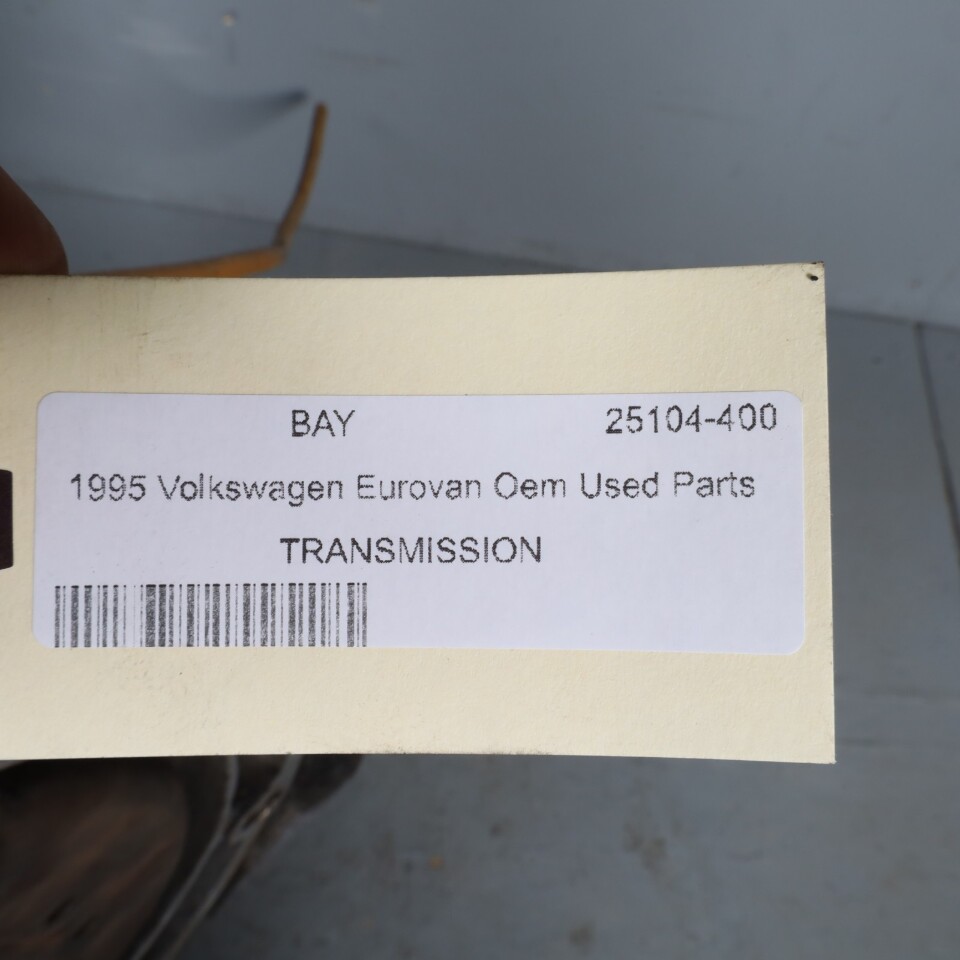 BAY 25104-400
1995 Volkswagen Eurovan Oem Used Parts
TRANSMISSION